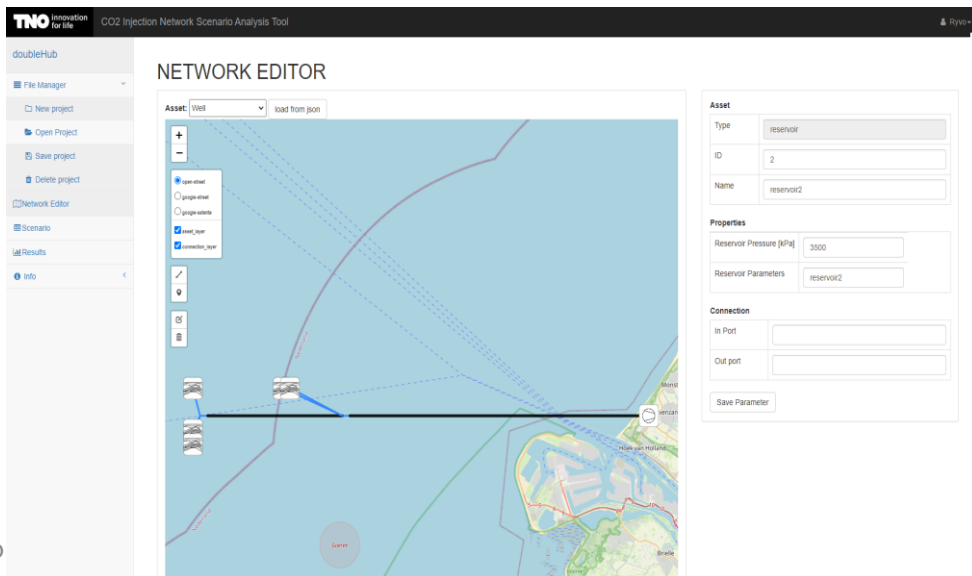 TNO innovation for life
CO2 Injection Network Scenario Analysis Tool
Ryvo
doubleHub
File Manager
New project
Open Project
Save project
Delete project
Network Editor
Scenario
Results
Info
NETWORK EDITOR
Asset: Well
load from json
+
−
open-street
google-street
google-satenite
asset_layer
connection_layer
Monst
Hoek van Holland
Brielle
Asset
Type
reservoir
ID
2
Name
reservoir2
Properties
Reservoir Pressure [kPa]
3500
Reservoir Parameters
reservoir2
Connection
In Port
Out port
Save Parameter